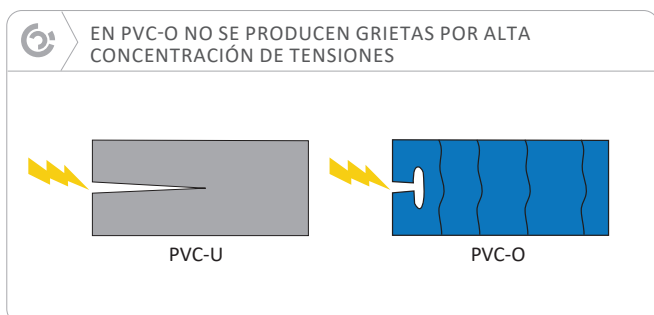 EN PVC-O NO SE PRODUCEN GRIETAS POR ALTA
CONCENTRACIÓN DE TENSIONES
PVC-U
PVC-O